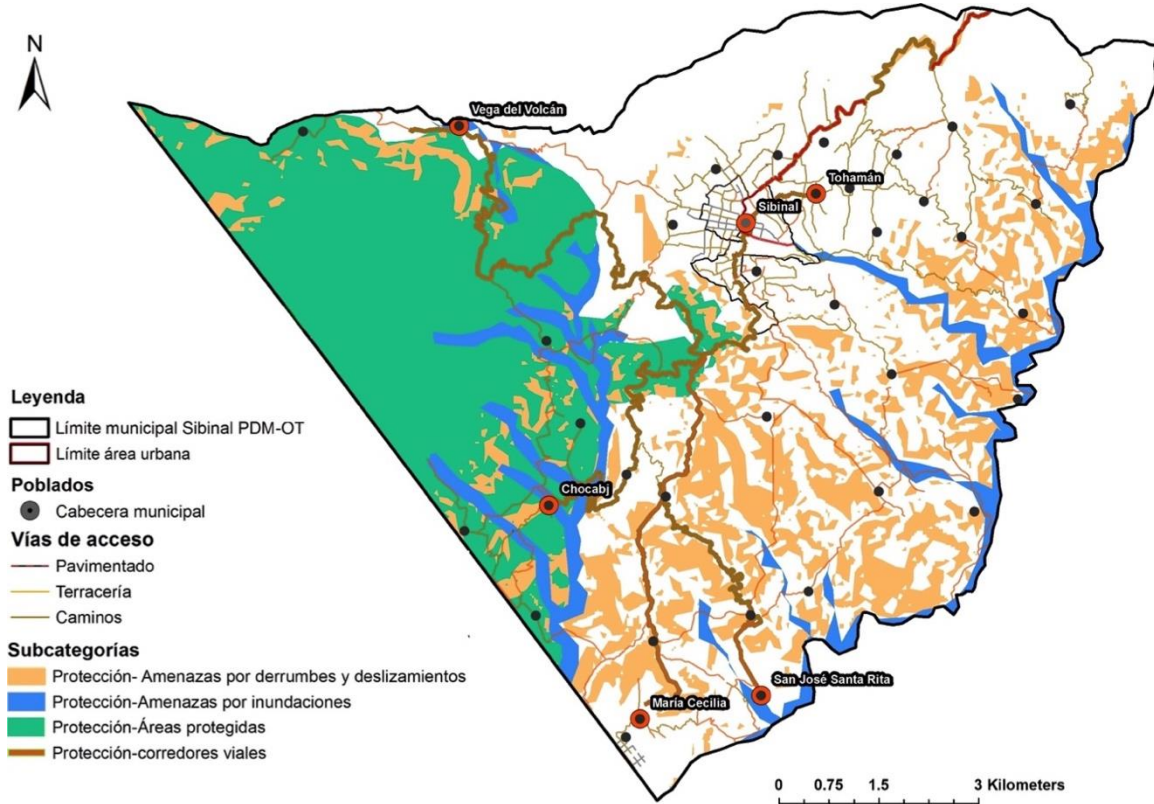 N
Vega del Volcán
Tohamán
Sibinal
Chocabj
San José Santa Rita
María Cecilia
Leyenda
Límite municipal Sibinal PDM-OT
Límite área urbana
Poblados
Cabecera municipal
Vías de acceso
Pavimentado
Terracería
Caminos
Subcategorías
Protección- Amenazas por derrumbes y deslizamientos
Protección-Amenazas por inundaciones
Protección-Áreas protegidas
Protección-corredores viales
0 0.75 1.5 3 Kilometers